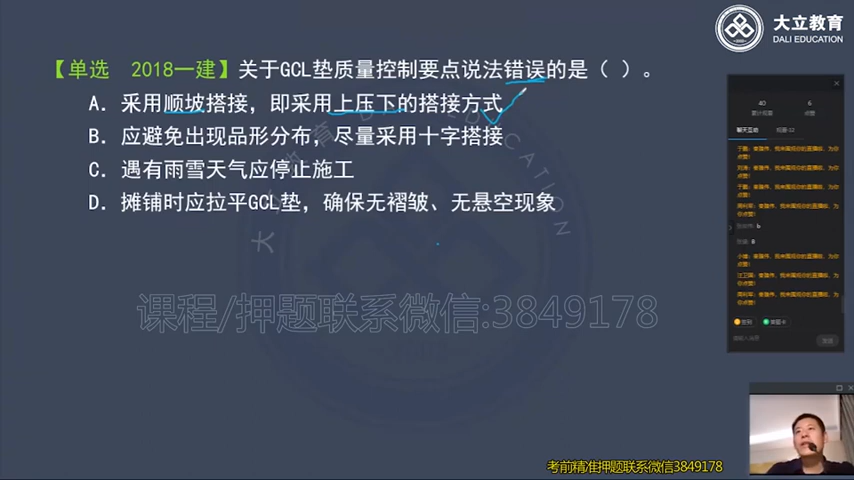 大立教育
DALI EDUCATION
【单选 2018一建】关于GCL垫质量控制要点说法错误的是（ ）。
A. 采用顺坡搭接，即采用上压下的搭接方式
B. 应避免出现品形分布，尽量采用十字搭接
C. 遇有雨雪天气应停止施工
D. 摊铺时应拉平GCL垫，确保无褶皱、无悬空现象
课程/押题联系微信:3849178
40
6
聊天互动
b
B
考前精准押题联系微信3849178